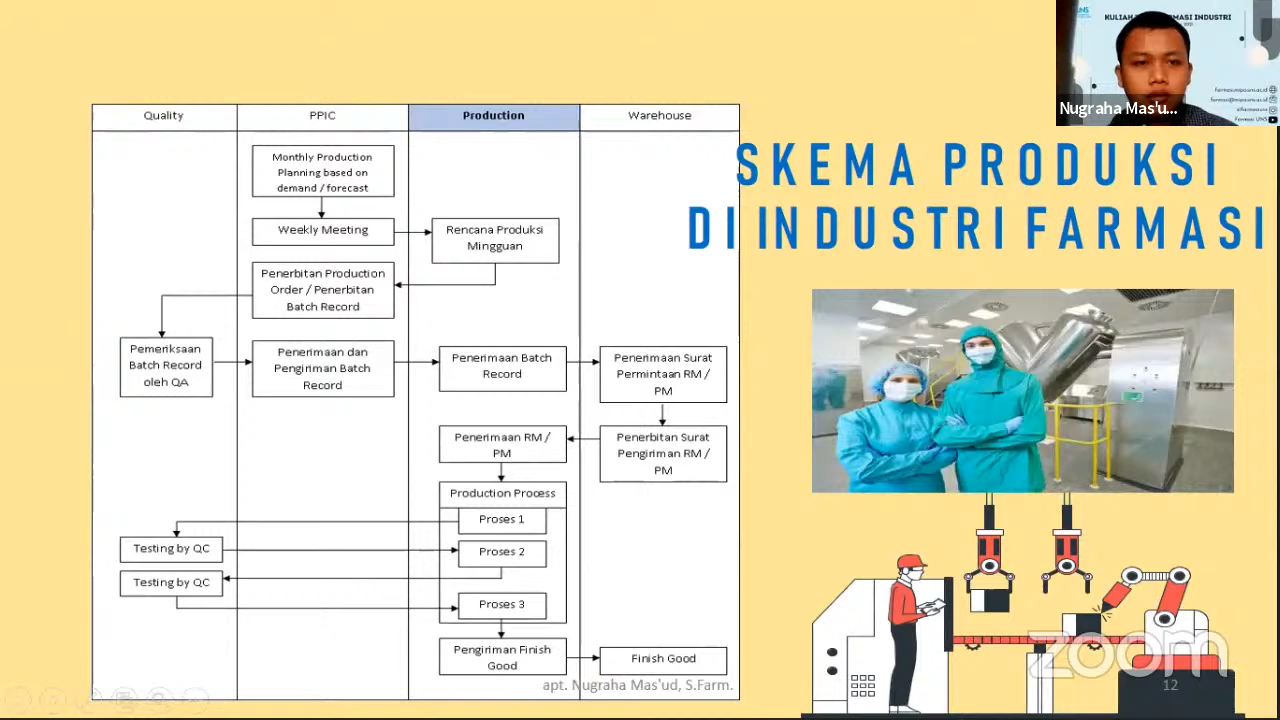 KULIAH
MASI INDUSTRI
Nugraha Mas'u...
SKEMA PRODUKSI
DI INDUSTRI FARMASI
Quality
PPIC
Production
Warehouse
Monthly Production
Planning based on
demand / forecast
Weekly Meeting
Rencana Produksi
Mingguan
Penerbitan Production
Order / Penerbitan
Batch Record
Pemeriksaan
Batch Record
oleh QA
Penerimaan dan
Pengiriman Batch
Record
Penerimaan Batch
Record
Penerimaan Surat
Permintaan RM /
PM
Penerimaan RM /
PM
Penerbitan Surat
Pengiriman RM /
PM
Production Process
Proses 1
Testing by QC
Proses 2
Testing by QC
Proses 3
Pengiriman Finish
Good
Finish Good
apt. Nugraha Mas'ud, S.Farm.
zoom
12